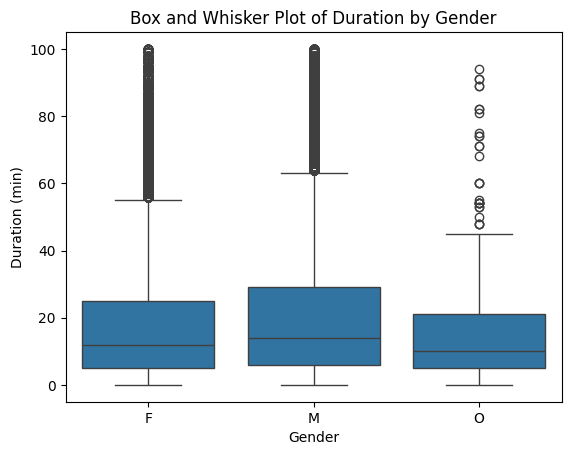 Box and Whisker Plot of Duration by Gender
100
80
60
40
20
0
Duration (min)
F M O
Gender